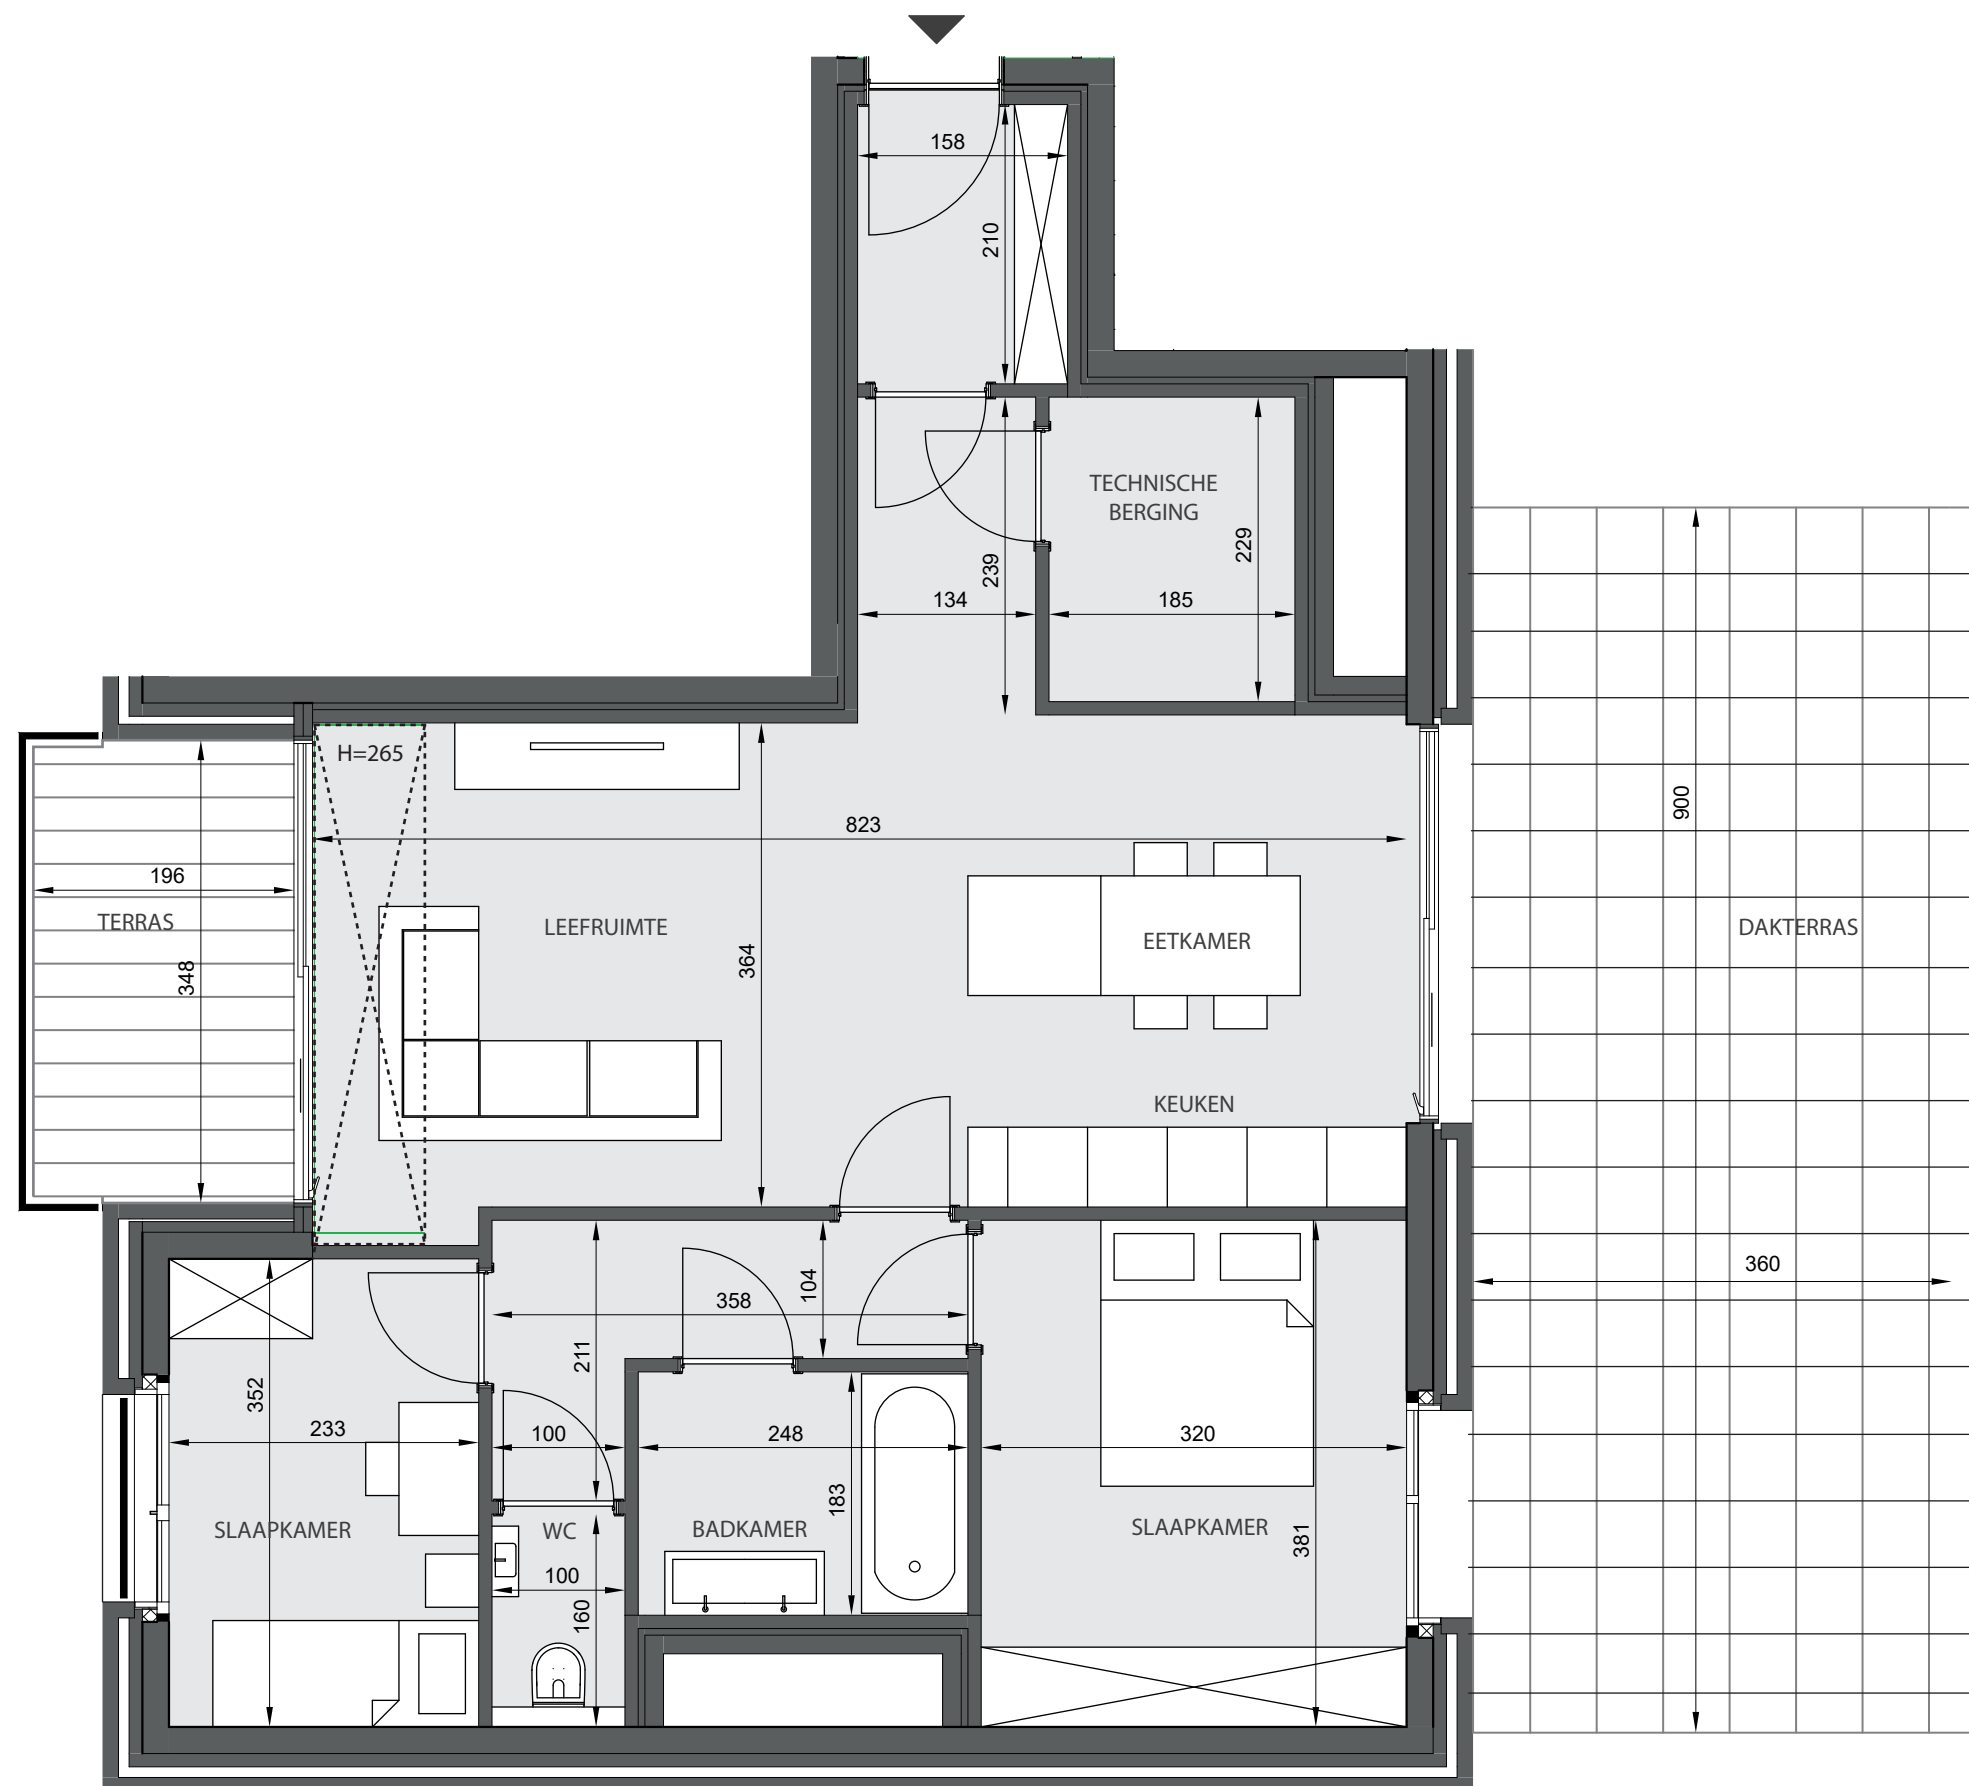 158
210
TECHNISCHE
BERGING
229
239
134
185
H=265
900
823
196
TERRAS
LEEFRUIMTE
EETKAMER
DAKTERRAS
364
348
KEUKEN
360
104
358
211
352
233
100
248
320
183
SLAAPKAMER
WC
BADKAMER
SLAAPKAMER
381
100
160